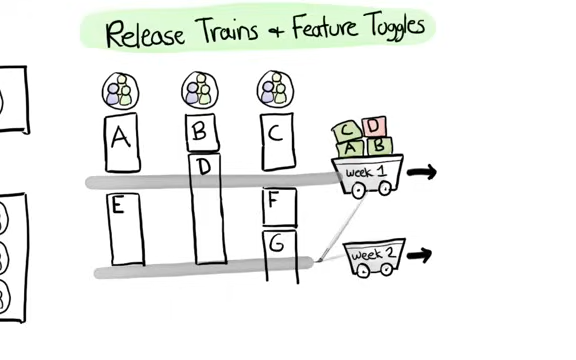 Release Trains + Feature Toggles
A B C
D
C D
A B
week 1
E F
G
week 2